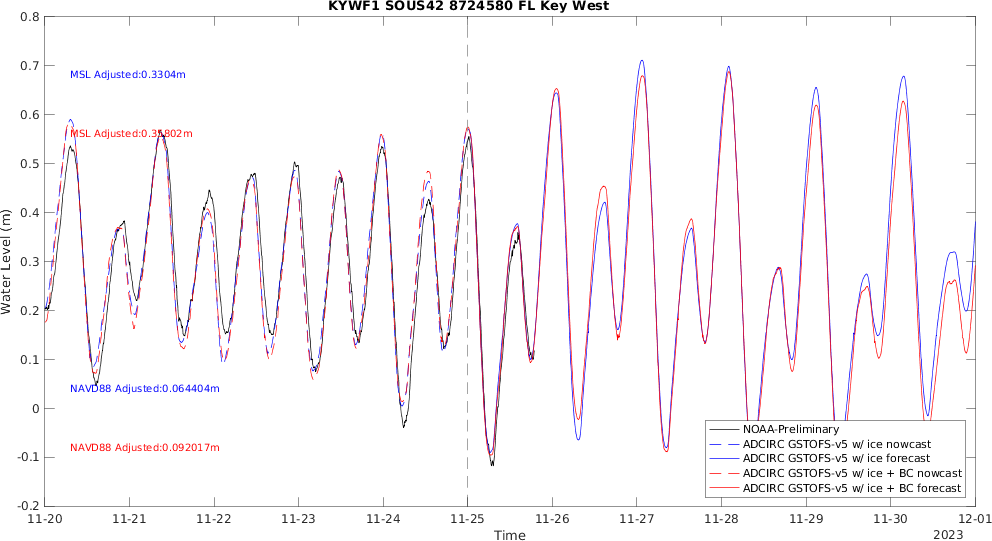 KYWF1 SOUS42 8724580 FL Key West
0.8
0.7
0.6
0.5
0.4
0.3
0.2
0.1
0
-0.1
-0.2
Water Level (m)
MSL Adjusted:0.3304m
MSL Adjusted:0.35802m
NAVD88 Adjusted:0.064404m
NAVD88 Adjusted:0.092017m
NOAA-Preliminary
ADCIRC GSTOFS-v5 w/ ice nowcast
ADCIRC GSTOFS-v5 w/ ice forecast
ADCIRC GSTOFS-v5 w/ ice + BC nowcast
ADCIRC GSTOFS-v5 w/ ice + BC forecast
11-20 11-21 11-22 11-23 11-24 11-25 11-26 11-27 11-28 11-29 11-30 12-01
Time
2023